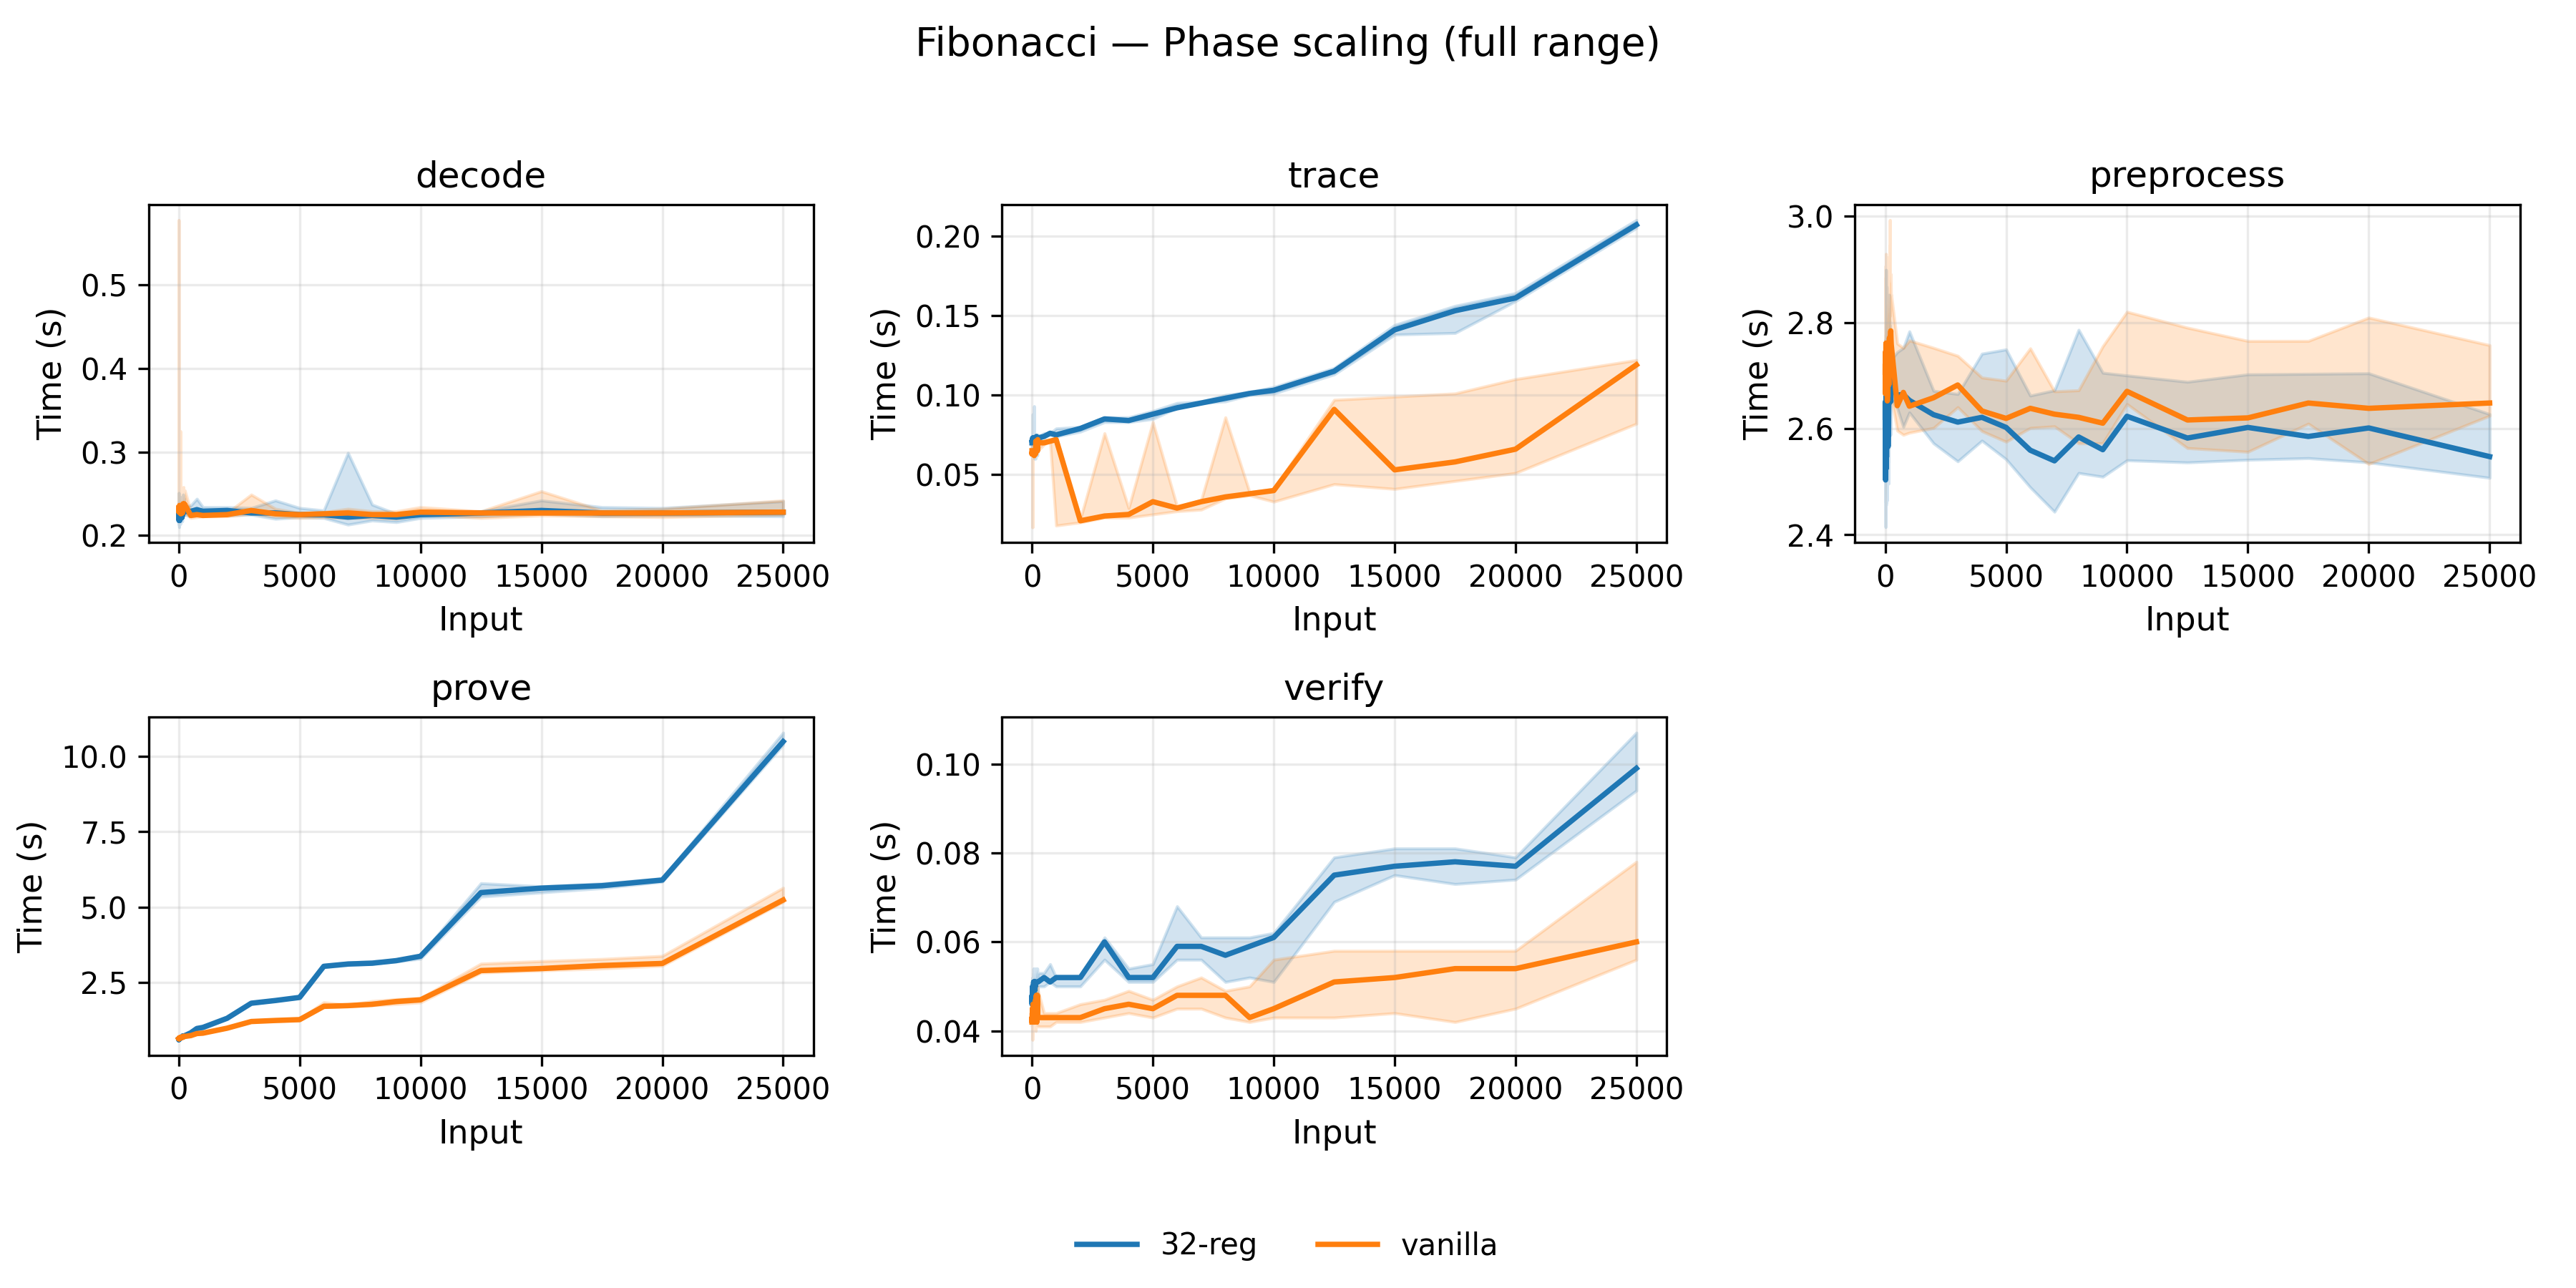 Fibonacci — Phase scaling (full range)
decode
Time (s)
0.5
0.4
0.3
0.2
0 5000 10000 15000 20000 25000
Input
trace
Time (s)
0.20
0.15
0.10
0.05
0 5000 10000 15000 20000 25000
Input
preprocess
Time (s)
3.0
2.8
2.6
2.4
0 5000 10000 15000 20000 25000
Input
prove
Time (s)
10.0
7.5
5.0
2.5
0 5000 10000 15000 20000 25000
Input
verify
Time (s)
0.10
0.08
0.06
0.04
0 5000 10000 15000 20000 25000
Input
32-reg vanilla